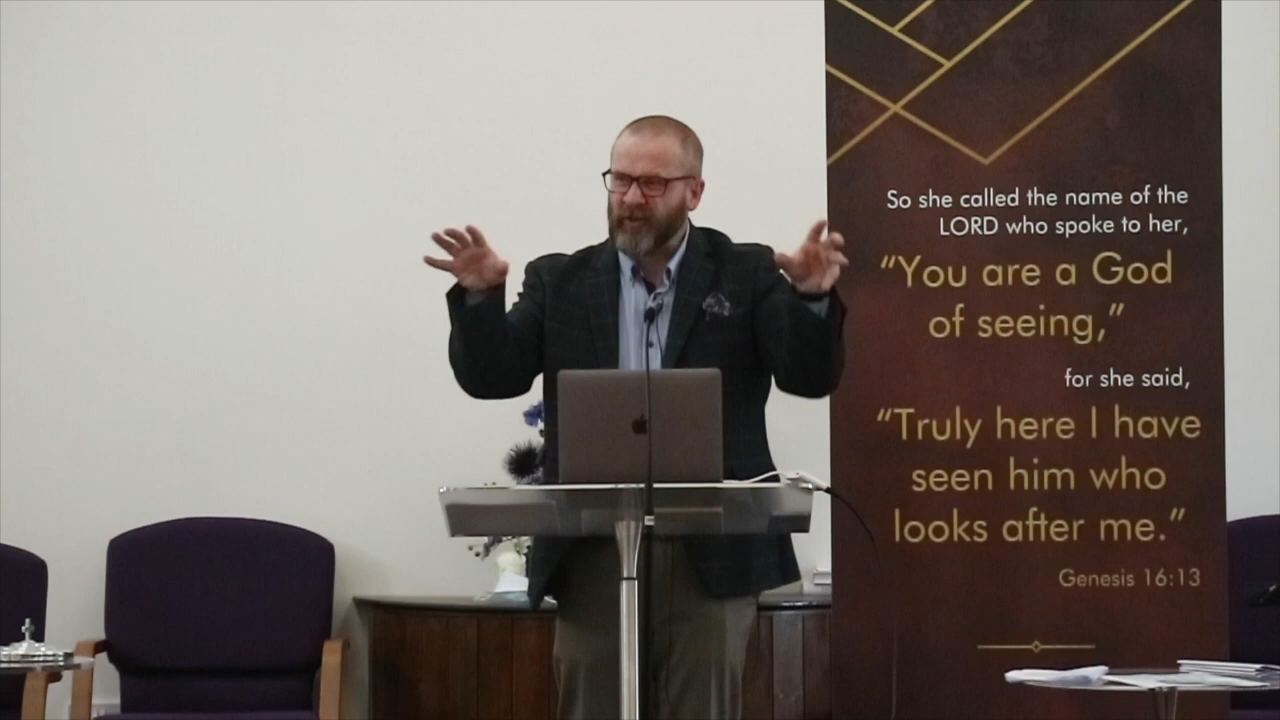 So she called the name of the
LORD who spoke to her,
“You are a God
of seeing,”
for she said,
“Truly here I have
seen him who
looks after me.”
Genesis 16:13